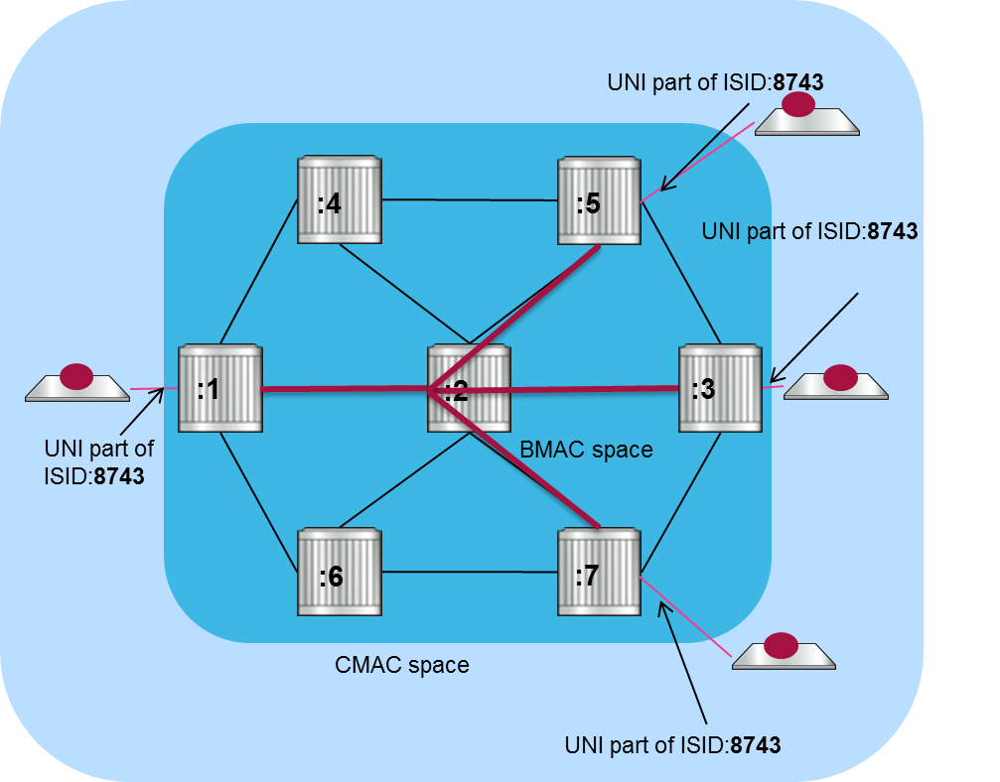 UNI part of ISID:8743
:4
:5
UNI part of ISID:8743
:1
:2
:3
UNI part of
ISID:8743
BMAC space
:6
:7
CMAC space
UNI part of ISID:8743